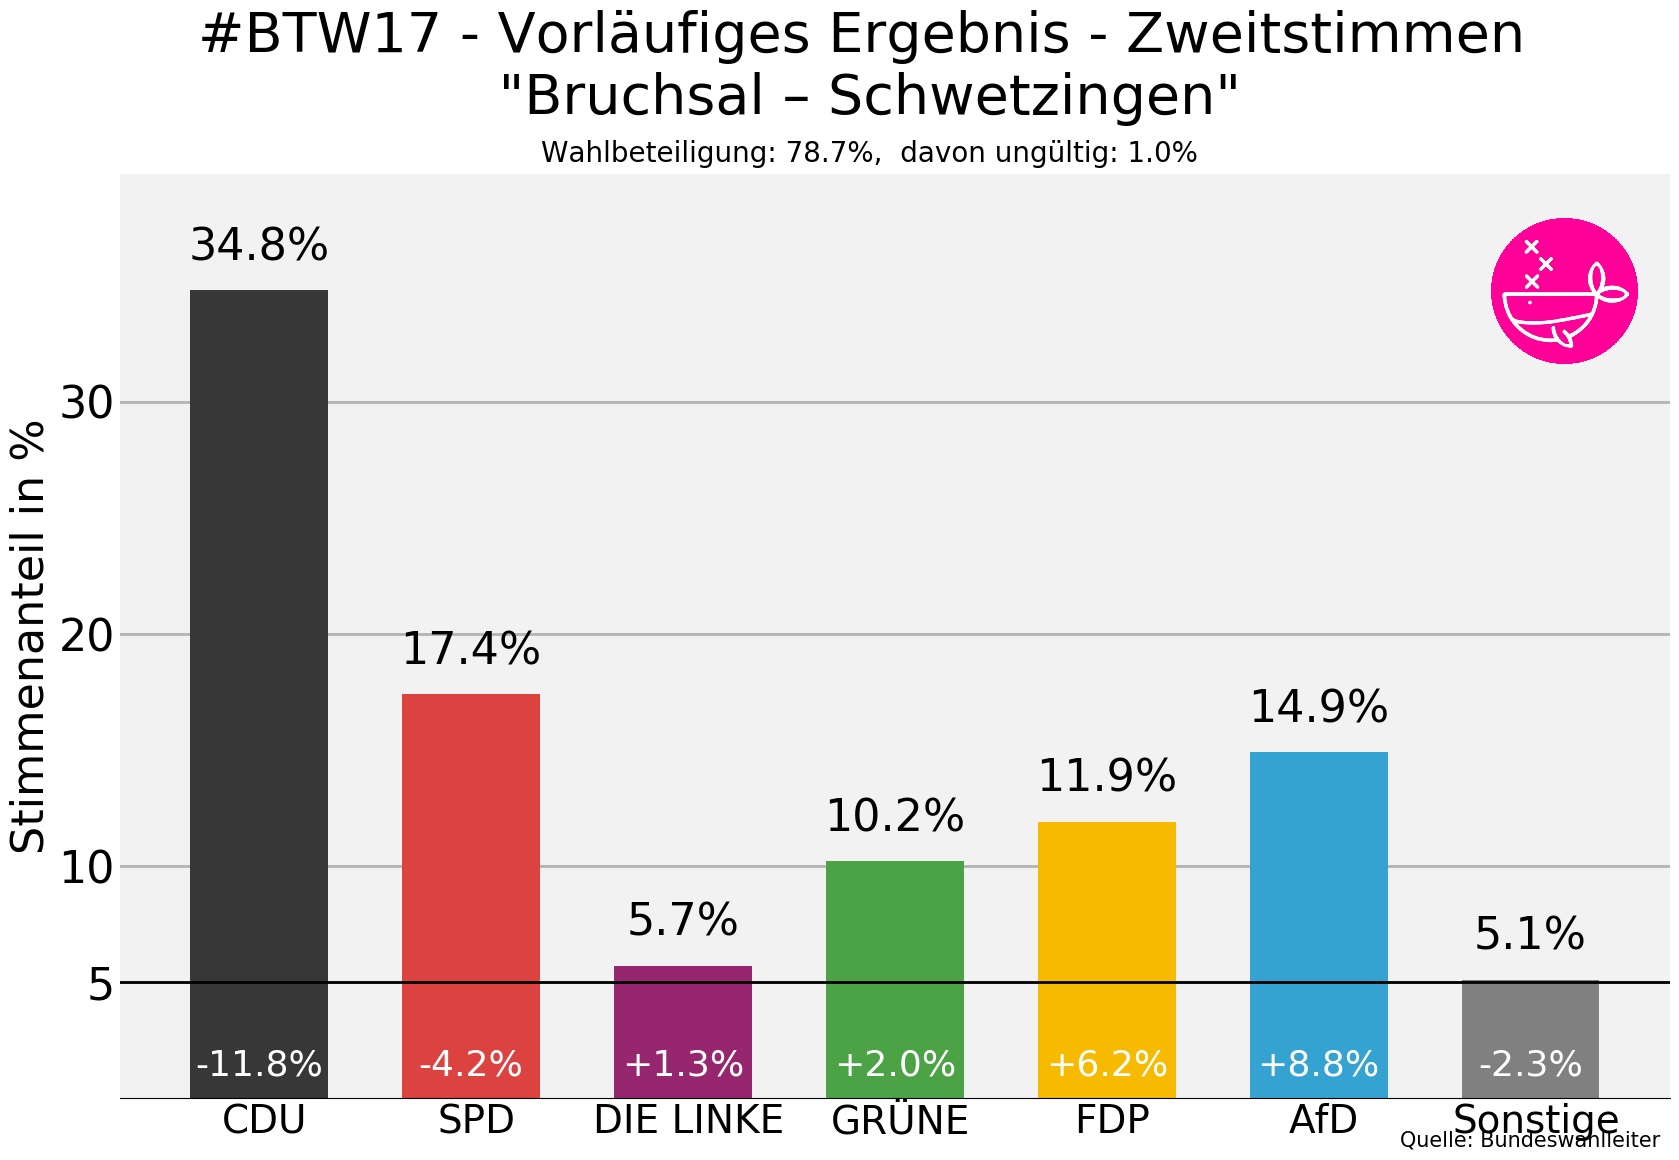 #BTW17 - Vorläufiges Ergebnis - Zweitstimmen
"Bruchsal – Schwetzingen"
Wahlbeteiligung: 78.7%,  davon ungültig: 1.0%
Stimmenanteil in %
30
20
10
5
34.8%
17.4%
5.7%
10.2%
11.9%
14.9%
5.1%
-11.8%
-4.2%
+1.3%
+2.0%
+6.2%
+8.8%
-2.3%
CDU
SPD
DIE LINKE
GRÜNE
FDP
AfD
Sonstige
Quelle: Bundeswahlleiter